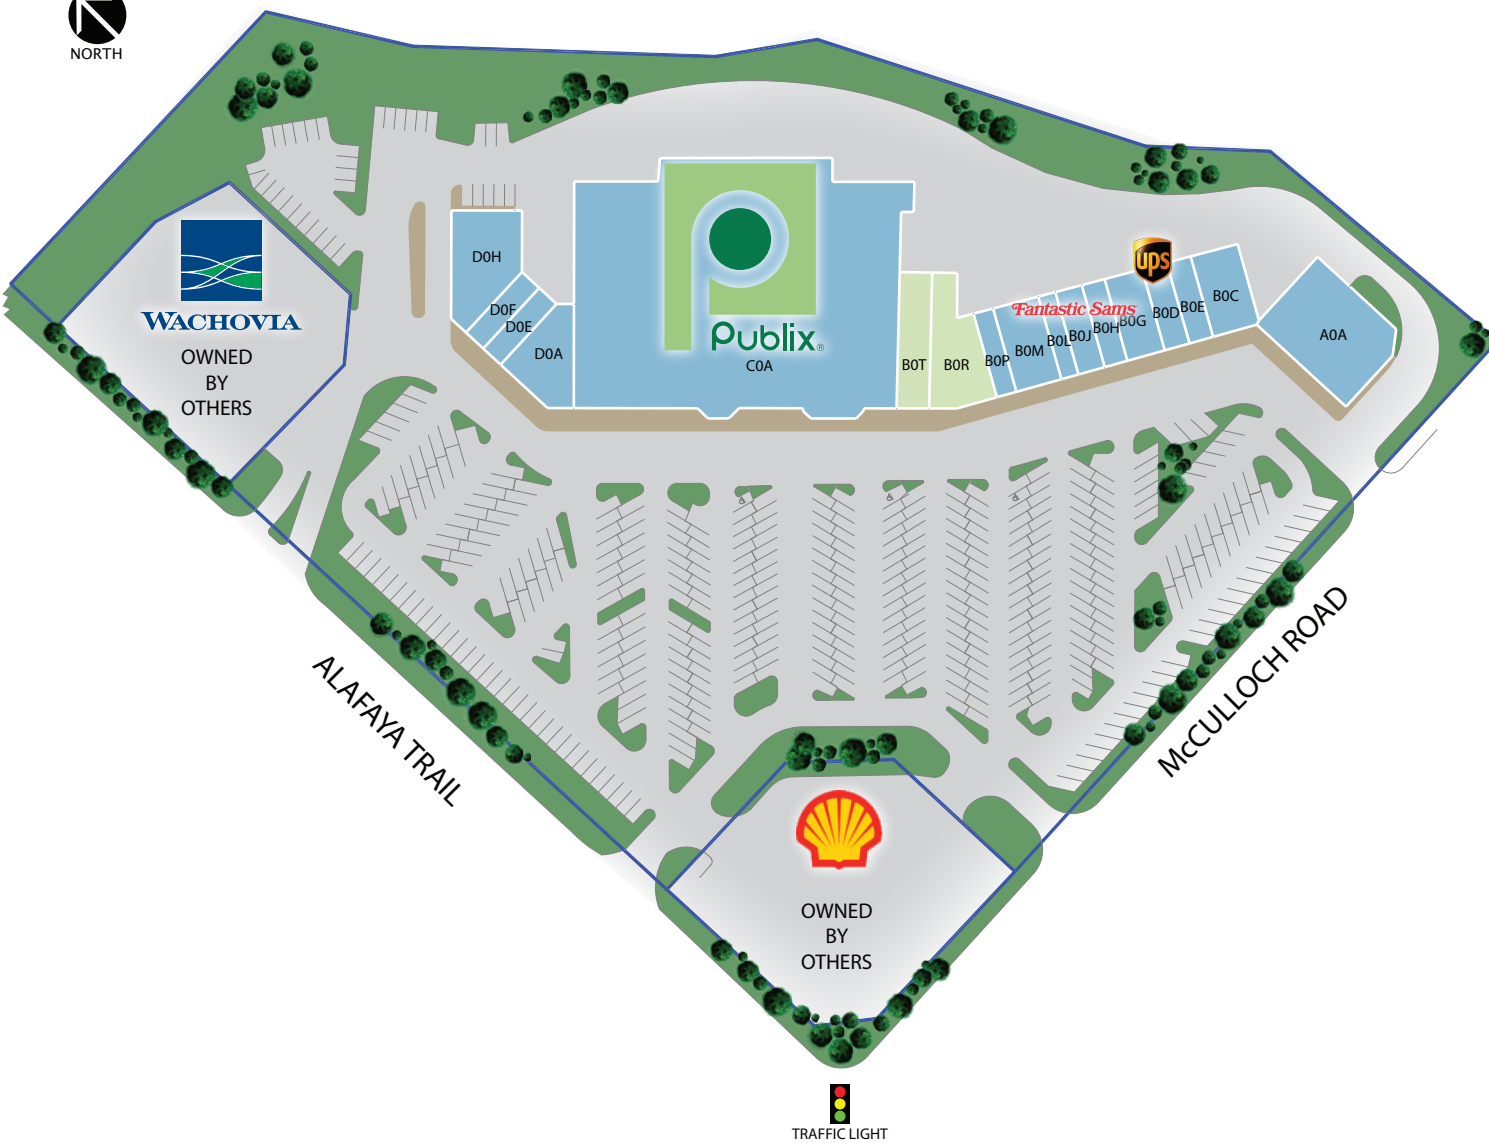 NORTH
WACHOVIA
OWNED
BY
OTHERS
D0H
D0F
D0E
D0A
Publix®
C0A
B0T
B0R
B0P
B0M
B0L
B0J
B0H
B0G
B0D
B0E
B0C
A0A
Fantastic Sams
ups
ALAFAYA TRAIL
McCULLOCH ROAD
OWNED
BY
OTHERS
TRAFFIC LIGHT